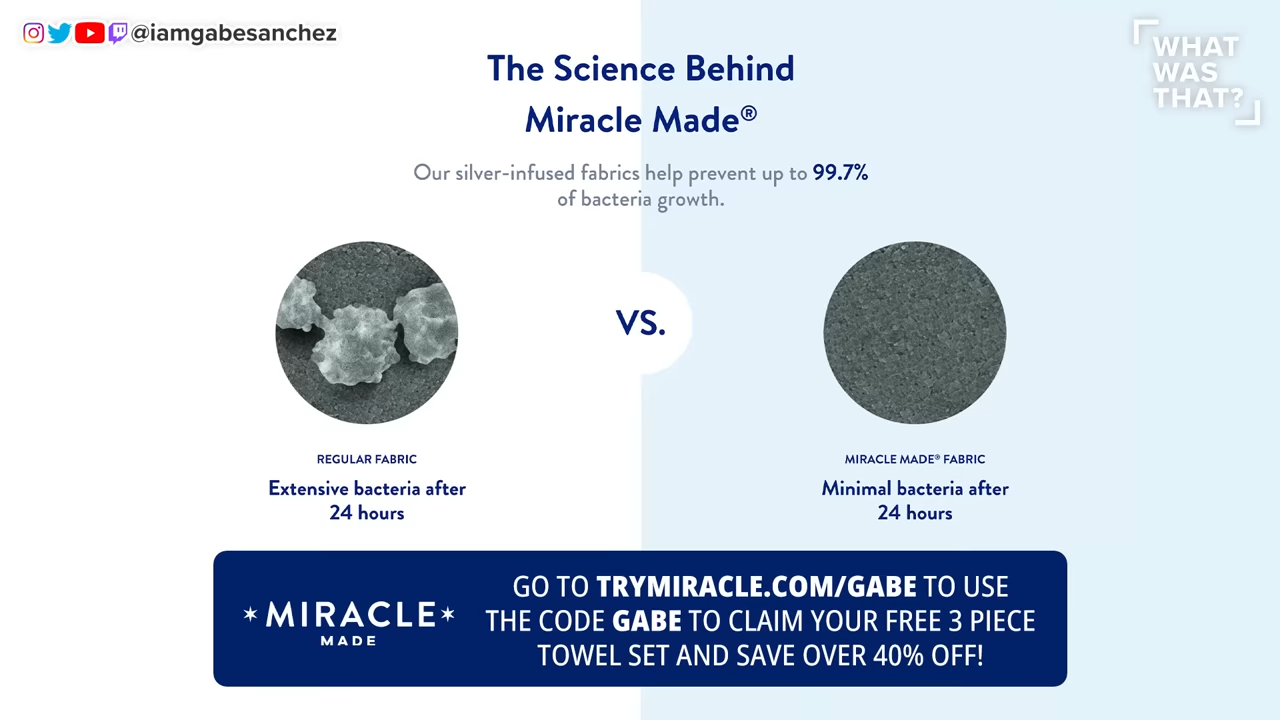 @iamgabesanchez
WHAT
WAS
THAT?
The Science Behind
Miracle Made®
Our silver-infused fabrics help prevent up to 99.7%
of bacteria growth.
VS.
REGULAR FABRIC
Extensive bacteria after
24 hours
MIRACLE MADE® FABRIC
Minimal bacteria after
24 hours
MIRACLE
MADE
GO TO TRYMIRACLE.COM/GABE TO USE
THE CODE GABE TO CLAIM YOUR FREE 3 PIECE
TOWEL SET AND SAVE OVER 40% OFF!